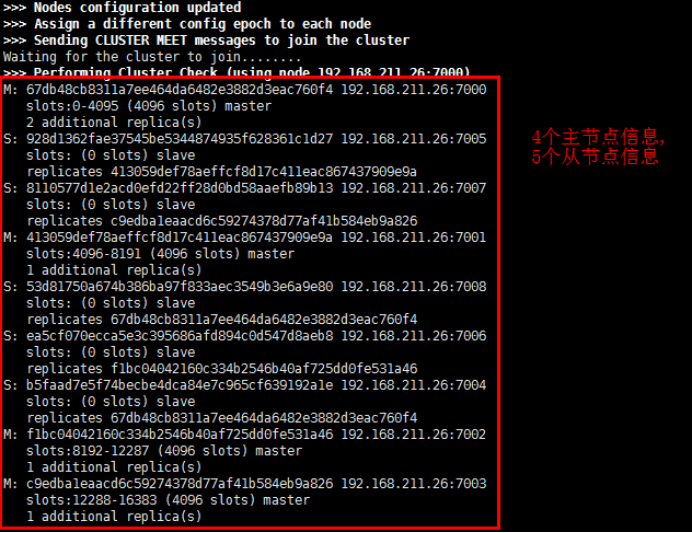 >>> Nodes configuration updated
>>> Assign a different config epoch to each node
>>> Sending CLUSTER MEET messages to join the cluster
Waiting for the cluster to join........
>>> Performing Cluster Check (using node 192.168.211.26:7000)
M: 67db48cb8311a7ee464da6482e3882d3eac760f4 192.168.211.26:7000
slots:0-4095 (4096 slots) master
2 additional replica(s)
S: 928d1362fae37545be5344874935f628361c1d27 192.168.211.26:7005
slots: (0 slots) slave
replicates 413059def78aeffcf8d17c411eac867437909e9a
S: 8110577d1e2acd0efd22ff28d0bd58aaefb89b13 192.168.211.26:7007
slots: (0 slots) slave
replicates c9edba1eaacd6c59274378d77af41b584eb9a826
M: 413059def78aeffcf8d17c411eac867437909e9a 192.168.211.26:7001
slots:4096-8191 (4096 slots) master
1 additional replica(s)
S: 53d81750a674b386ba97f833aec3549b3e6a9e80 192.168.211.26:7008
slots: (0 slots) slave
replicates 67db48cb8311a7ee464da6482e3882d3eac760f4
S: ea5cf070ecca5e3c395686afd894c0d547d8aeb8 192.168.211.26:7006
slots: (0 slots) slave
replicates f1bc04042160c334b2546b40af725dd0fe531a46
S: b5faad7e5f74becbe4dca84e7c965cf639192a1e 192.168.211.26:7004
slots: (0 slots) slave
replicates 67db48cb8311a7ee464da6482e3882d3eac760f4
M: f1bc04042160c334b2546b40af725dd0fe531a46 192.168.211.26:7002
slots:8192-12287 (4096 slots) master
1 additional replica(s)
M: c9edba1eaacd6c59274378d77af41b584eb9a826 192.168.211.26:7003
slots:12288-16383 (4096 slots) master
1 additional replica(s)
4个主节点信息,
5个从节点信息